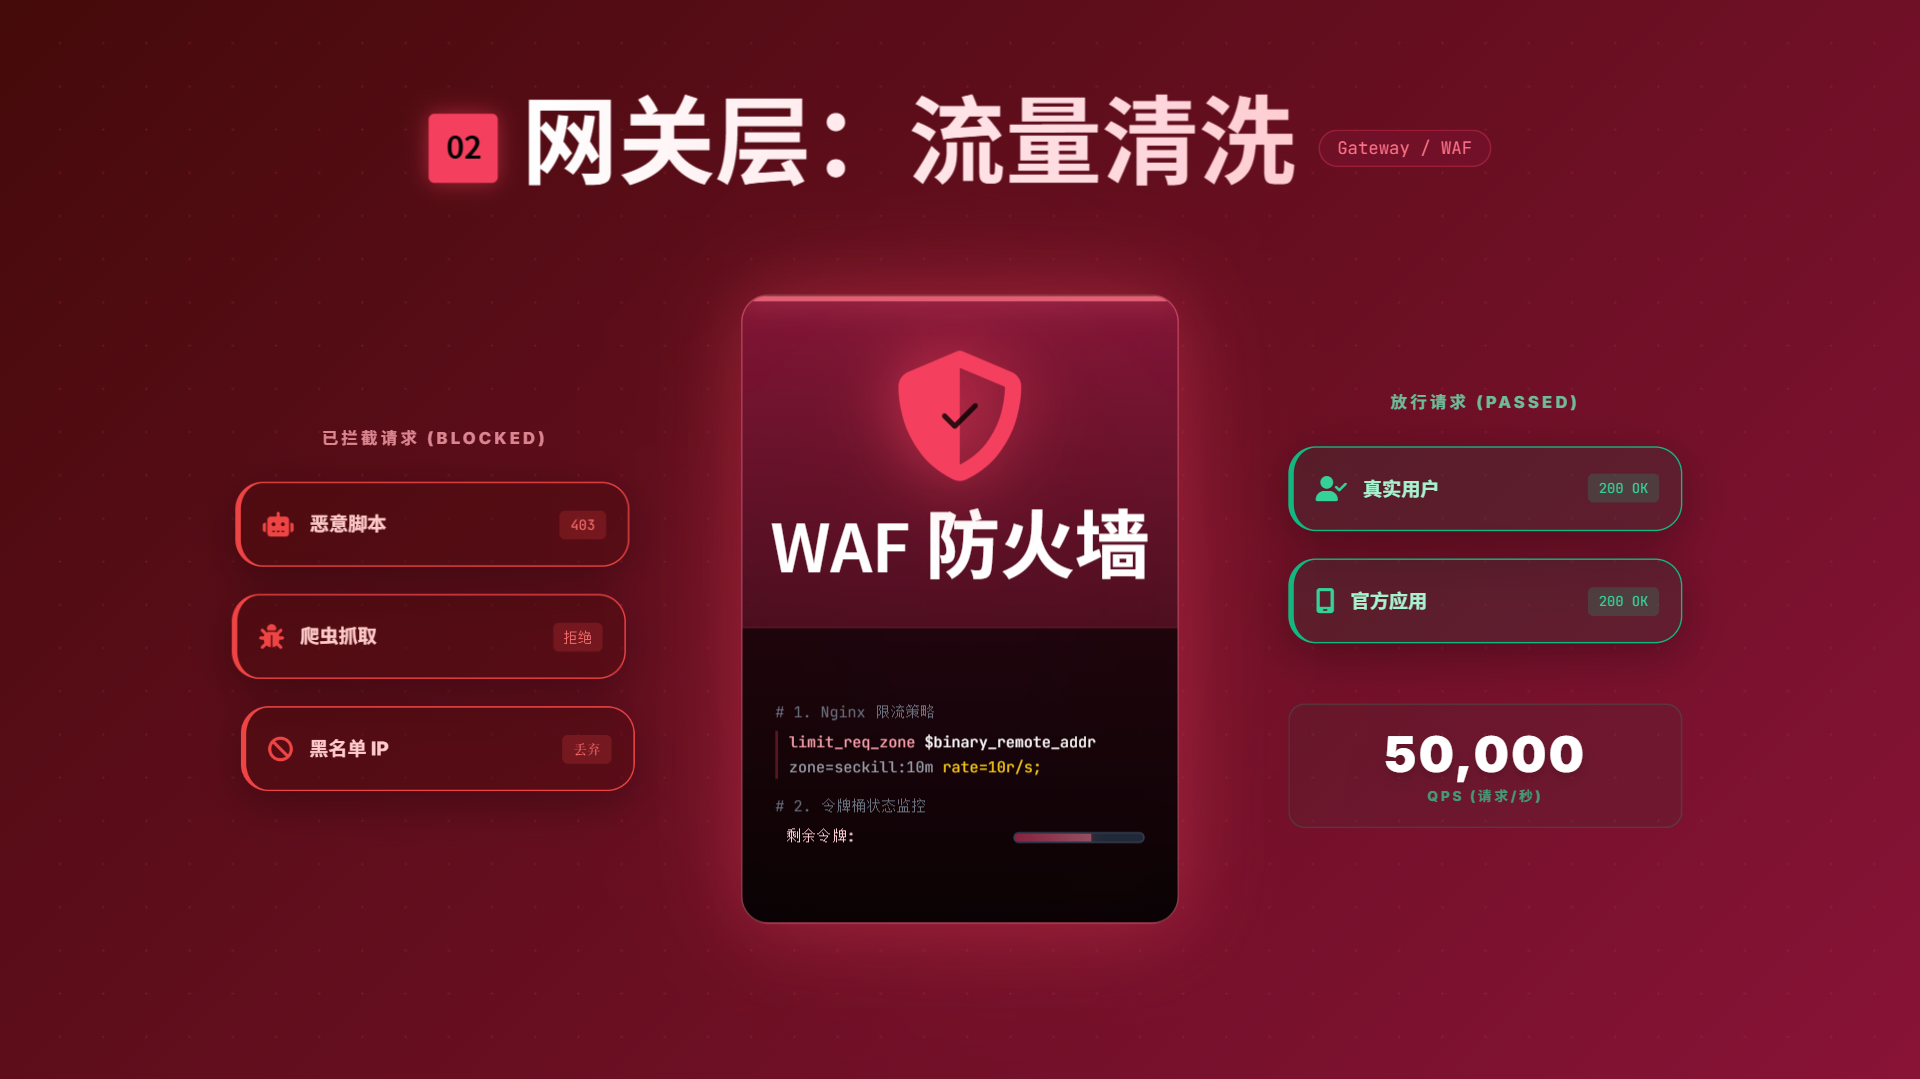 02
网关层：流量清洗
Gateway / WAF
已拦截请求 (BLOCKED)
恶意脚本
403
爬虫抓取
拒绝
黑名单 IP
丢弃
WAF 防火墙
# 1. Nginx 限流策略
limit_req_zone $binary_remote_addr
zone=seckill:10m rate=10r/s;
# 2. 令牌桶状态监控
剩余令牌:
放行请求 (PASSED)
真实用户
200 OK
官方应用
200 OK
50,000
QPS (请求/秒)